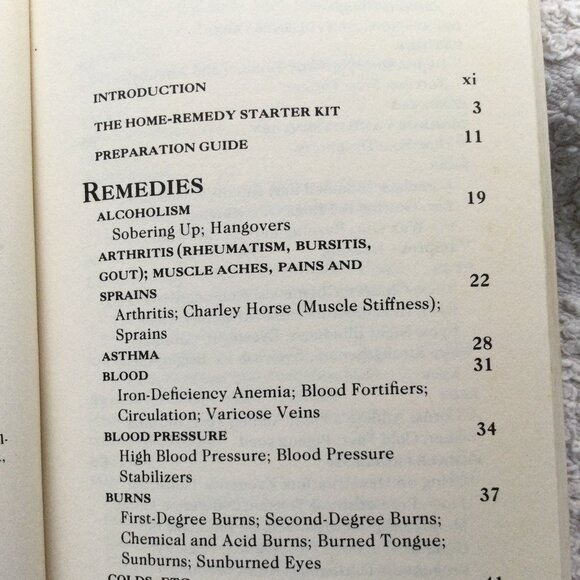 INTRODUCTION xi
THE HOME-REMEDY STARTER KIT 3
PREPARATION GUIDE 11
REMEDIES
ALCOHOLISM 19
Sobering Up; Hangovers
ARTHRITIS (RHEUMATISM, BURSITIS,
GOUT); MUSCLE ACHES, PAINS AND
SPRAINS 22
Arthritis; Charley Horse (Muscle Stiffness);
Sprains
ASTHMA 28
BLOOD 31
Iron-Deficiency Anemia; Blood Fortifiers;
Circulation; Varicose Veins
BLOOD PRESSURE 34
High Blood Pressure; Blood Pressure
Stabilizers
BURNS 37
First-Degree Burns; Second-Degree Burns;
Chemical and Acid Burns; Burned Tongue;
Sunburns; Sunburned Eyes
COLDS, ETC. 41